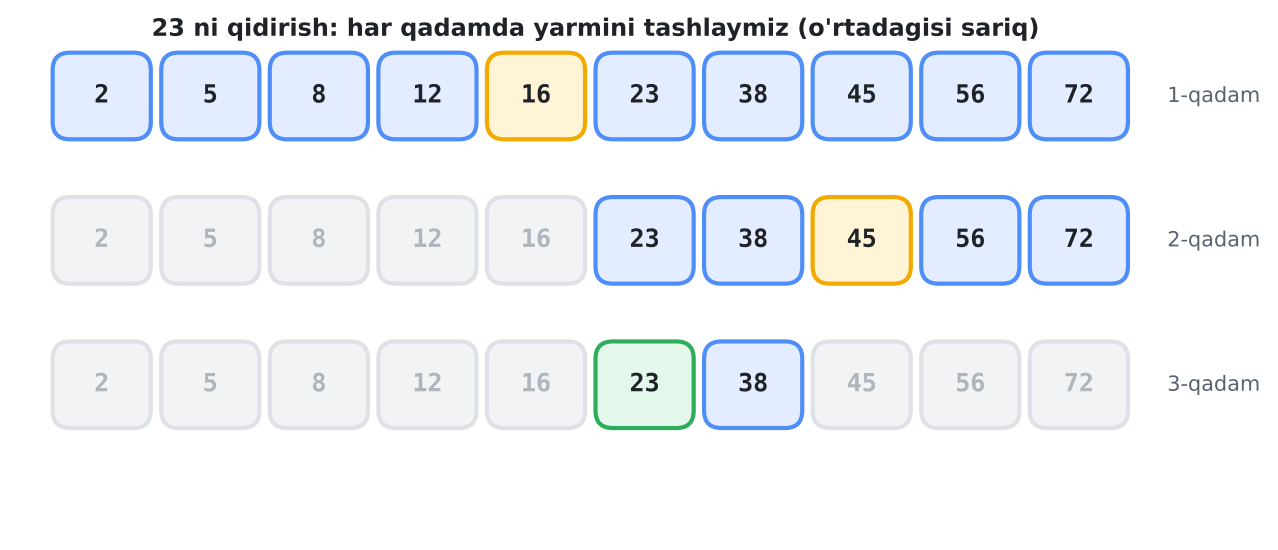 23 ni qidirish: har qadamda yarmini tashlaymiz (o'rtadagisi sariq)
2 5 8 12 16 23 38 45 56 72 1-qadam
2 5 8 12 16 23 38 45 56 72 2-qadam
2 5 8 12 16 23 38 45 56 72 3-qadam